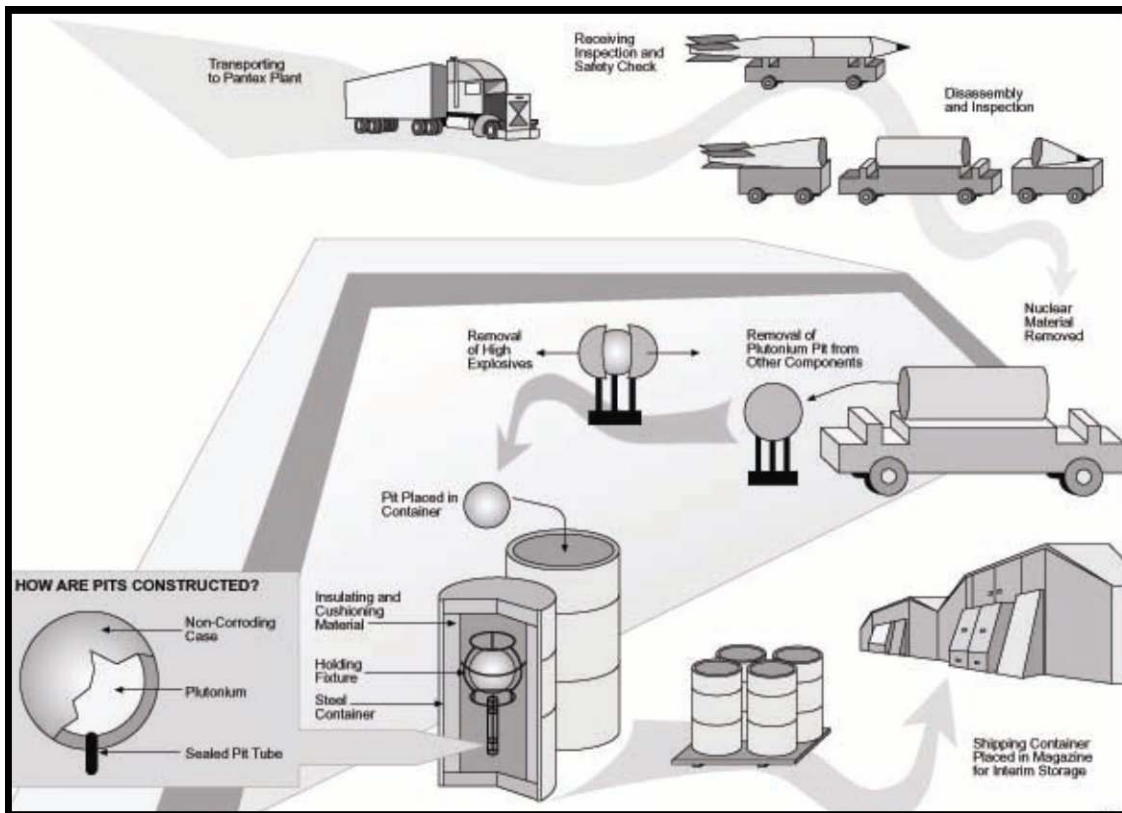 Transporting
to Pantex Plant
Receiving
Inspection and
Safety Check
Disassembly
and Inspection
Nuclear
Material
Removed
Removal of
Plutonium Pit from
Other Components
Removal
of High
Explosives
Pit Placed in
Container
HOW ARE PITS CONSTRUCTED?
Non-Corroding
Case
Plutonium
Sealed Pit Tube
Insulating and
Cushioning
Material
Holding
Fixture
Steel
Container
Shipping Container
Placed in Magazine
for Interim Storage